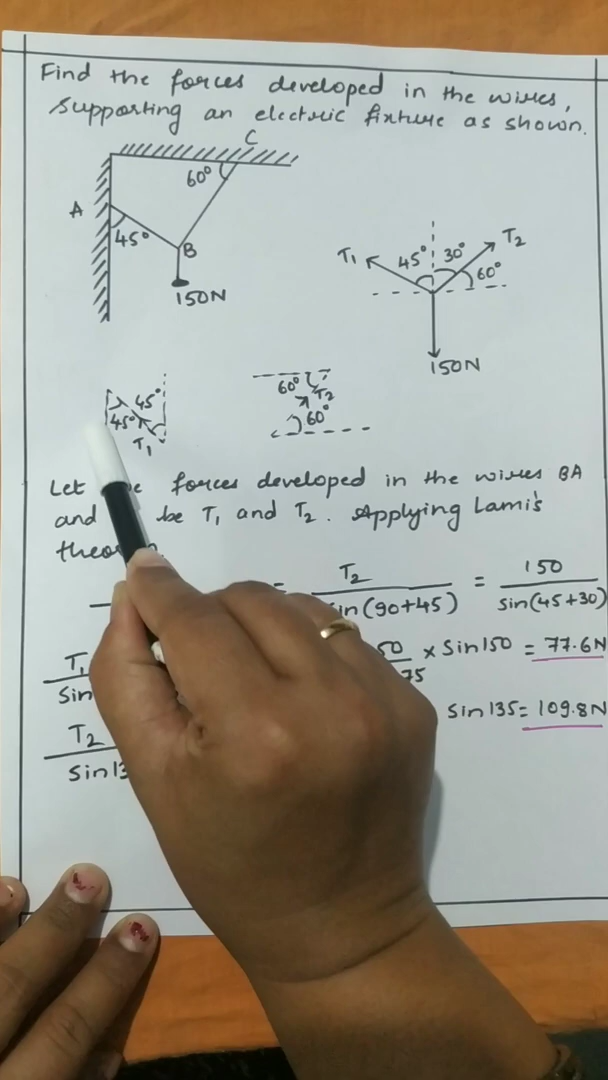 Find the forces developed in the wires,
supporting an electric fixture as shown.
C
60°
A
45°
B
150N
T₁ 45° 30° T₂
60°
150N
45°
45°
T₁
60°
T₂
60°
Let forces developed in the wires BA
and be T₁ and T₂. Applying Lami's
= T₂ / (90+45) = 150 / sin(45+30)
T₁ × Sin150 = 77.6N
Sin 75
T₂ Sin 135 = 109.8N